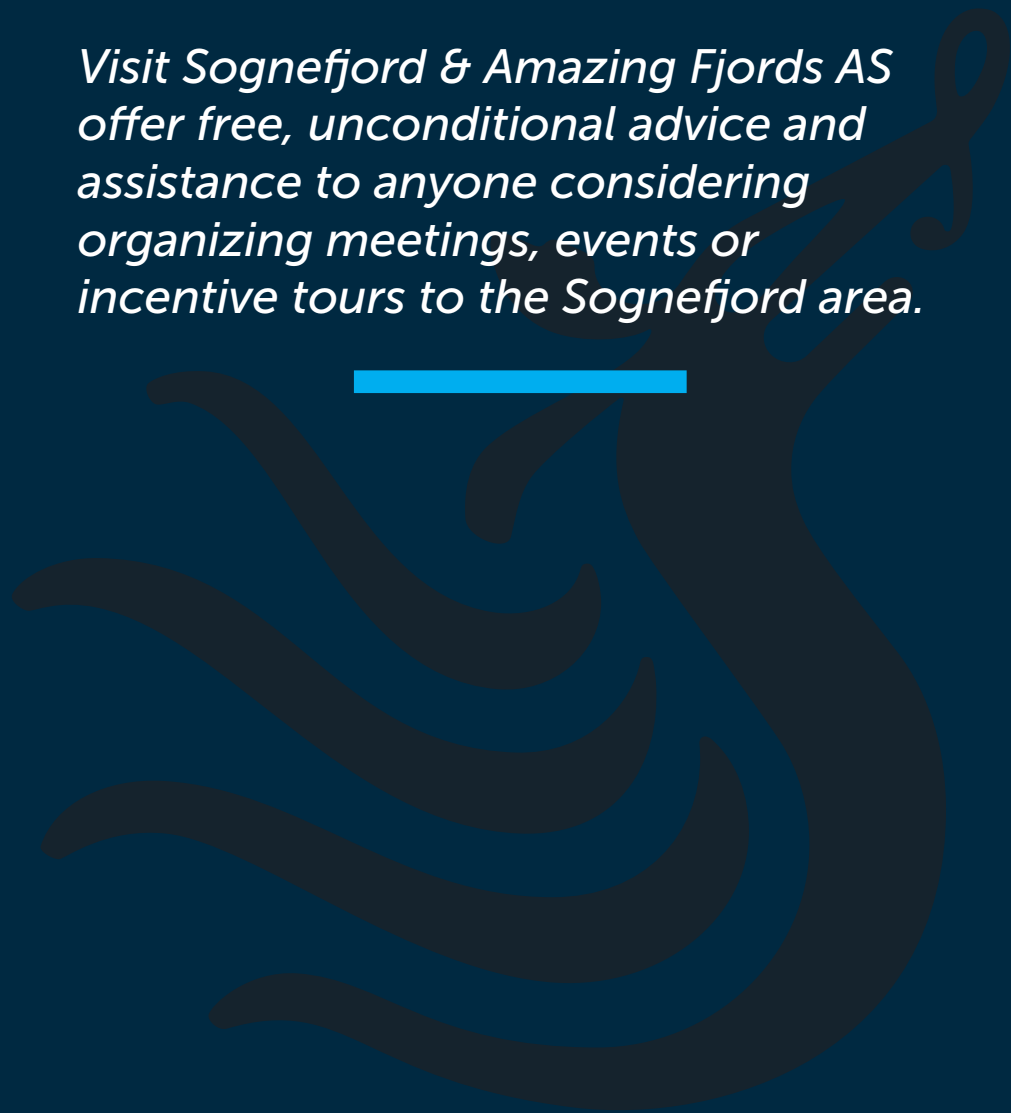 Visit Sognefjord & Amazing Fjords AS
offer free, unconditional advice and
assistance to anyone considering
organizing meetings, events or
incentive tours to the Sognefjord area.